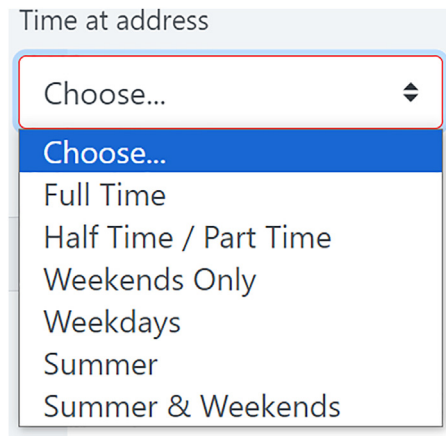 Time at address
Choose...
Choose...
Full Time
Half Time / Part Time
Weekends Only
Weekdays
Summer
Summer & Weekends